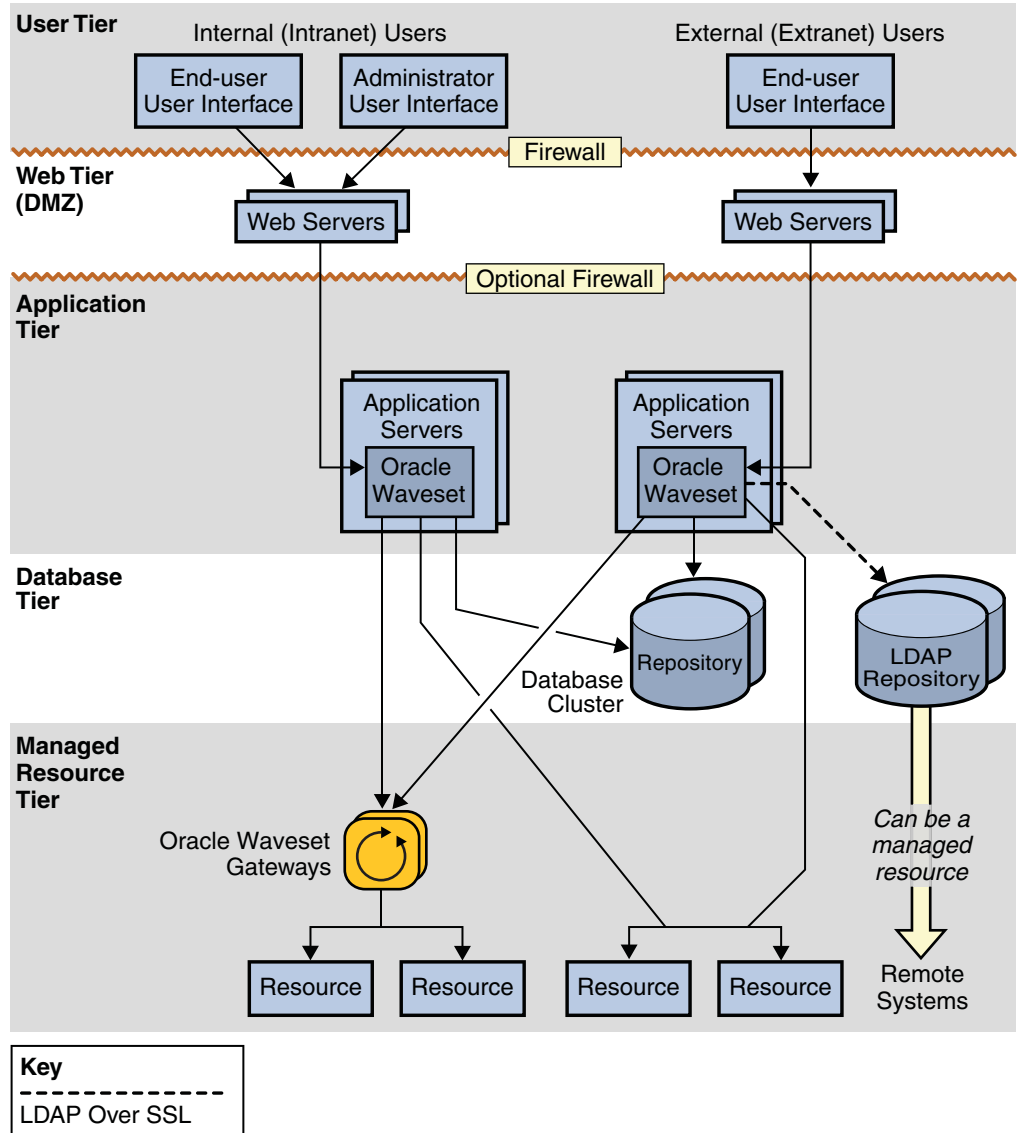 User Tier
Internal (Intranet) Users
External (Extranet) Users
End-user
User Interface
Administrator
User Interface
End-user
User Interface
Firewall
Web Tier
(DMZ)
Web Servers
Web Servers
Optional Firewall
Application
Tier
Application
Servers
Oracle
Waveset
Application
Servers
Oracle
Waveset
Database
Tier
Repository
Database
Cluster
LDAP
Repository
Managed
Resource
Tier
Oracle Waveset
Gateways
Can be a
managed
resource
Resource
Resource
Resource
Resource
Remote
Systems
Key
LDAP Over SSL